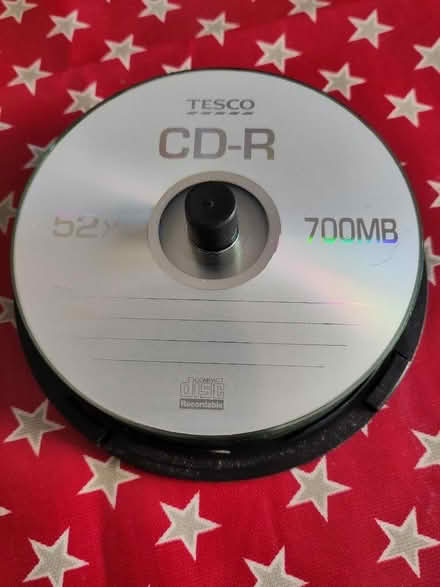 TESCO
CD-R
52x
700MB
COMPACT
disc
Recordable